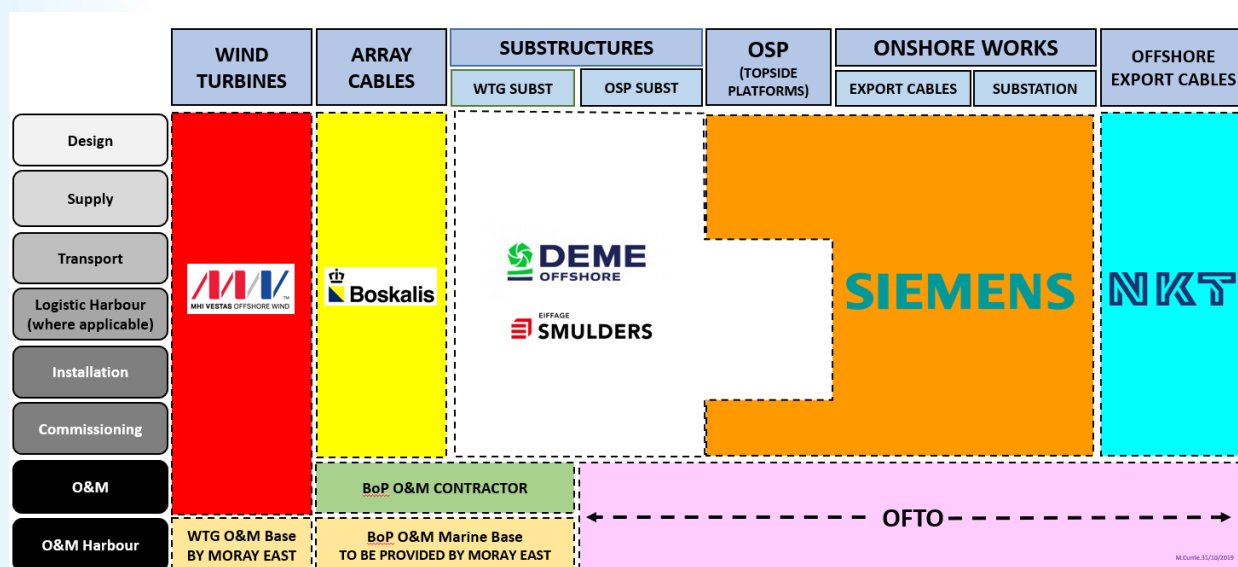 WIND
TURBINES
ARRAY
CABLES
SUBSTRUCTURES
WTG SUBST
OSP SUBST
OSP
(TOPSIDE
PLATFORMS)
ONSHORE WORKS
EXPORT CABLES
SUBSTATION
OFFSHORE
EXPORT CABLES
Design
Supply
Transport
Logistic Harbour
(where applicable)
Installation
Commissioning
O&M
O&M Harbour
MHI VESTAS OFFSHORE WIND
TM
Boskalis
DEME
OFFSHORE
EIFFAGE
SMULDERS
SIEMENS
NKT
BoP O&M CONTRACTOR
OFTO
WTG O&M Base
BY MORAY EAST
BoP O&M Marine Base
TO BE PROVIDED BY MORAY EAST
M.Currie.31/10/2019